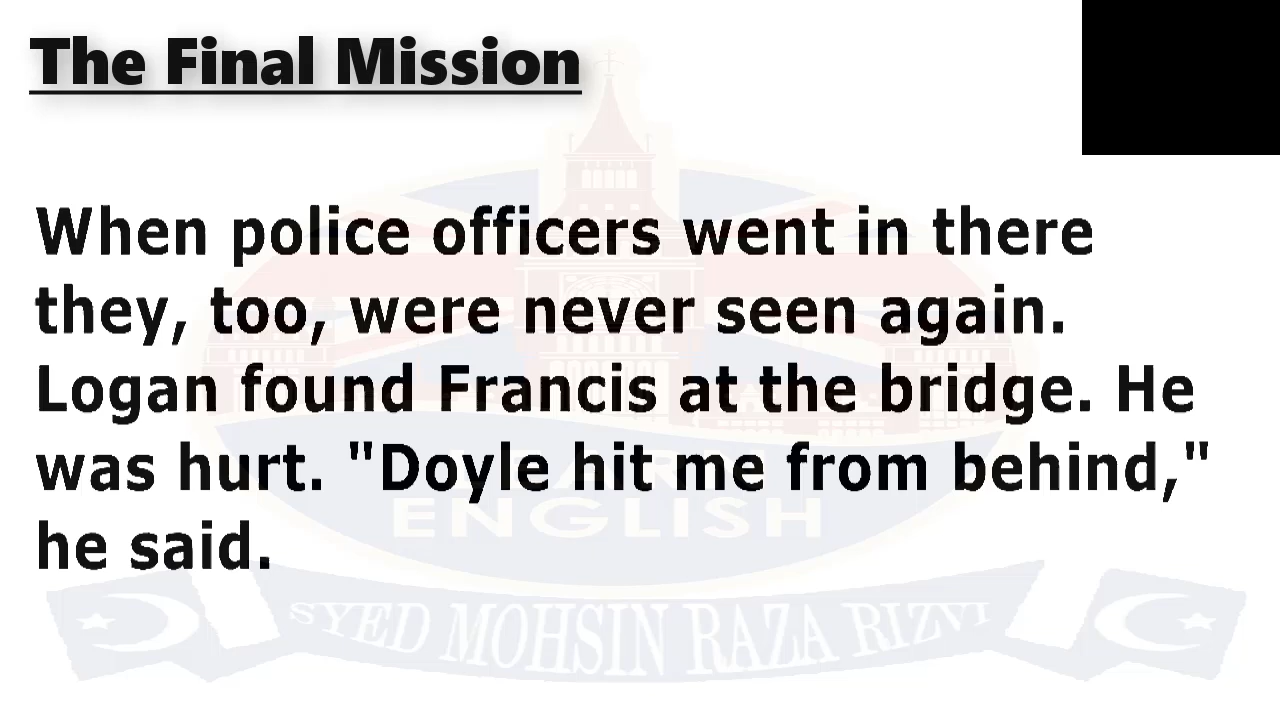 The Final Mission
When police officers went in there
they, too, were never seen again.
Logan found Francis at the bridge. He
was hurt. "Doyle hit me from behind,"
he said.
ENGLISH
SYED MOHSIN RAZA RIZVI